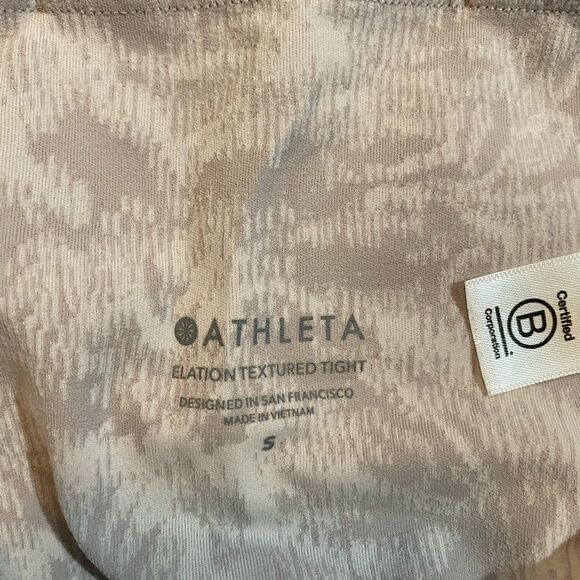 ATHLETA
ELATION TEXTURED TIGHT
DESIGNED IN SAN FRANCISCO
MADE IN VIETNAM
S
Certified
B
Corporation